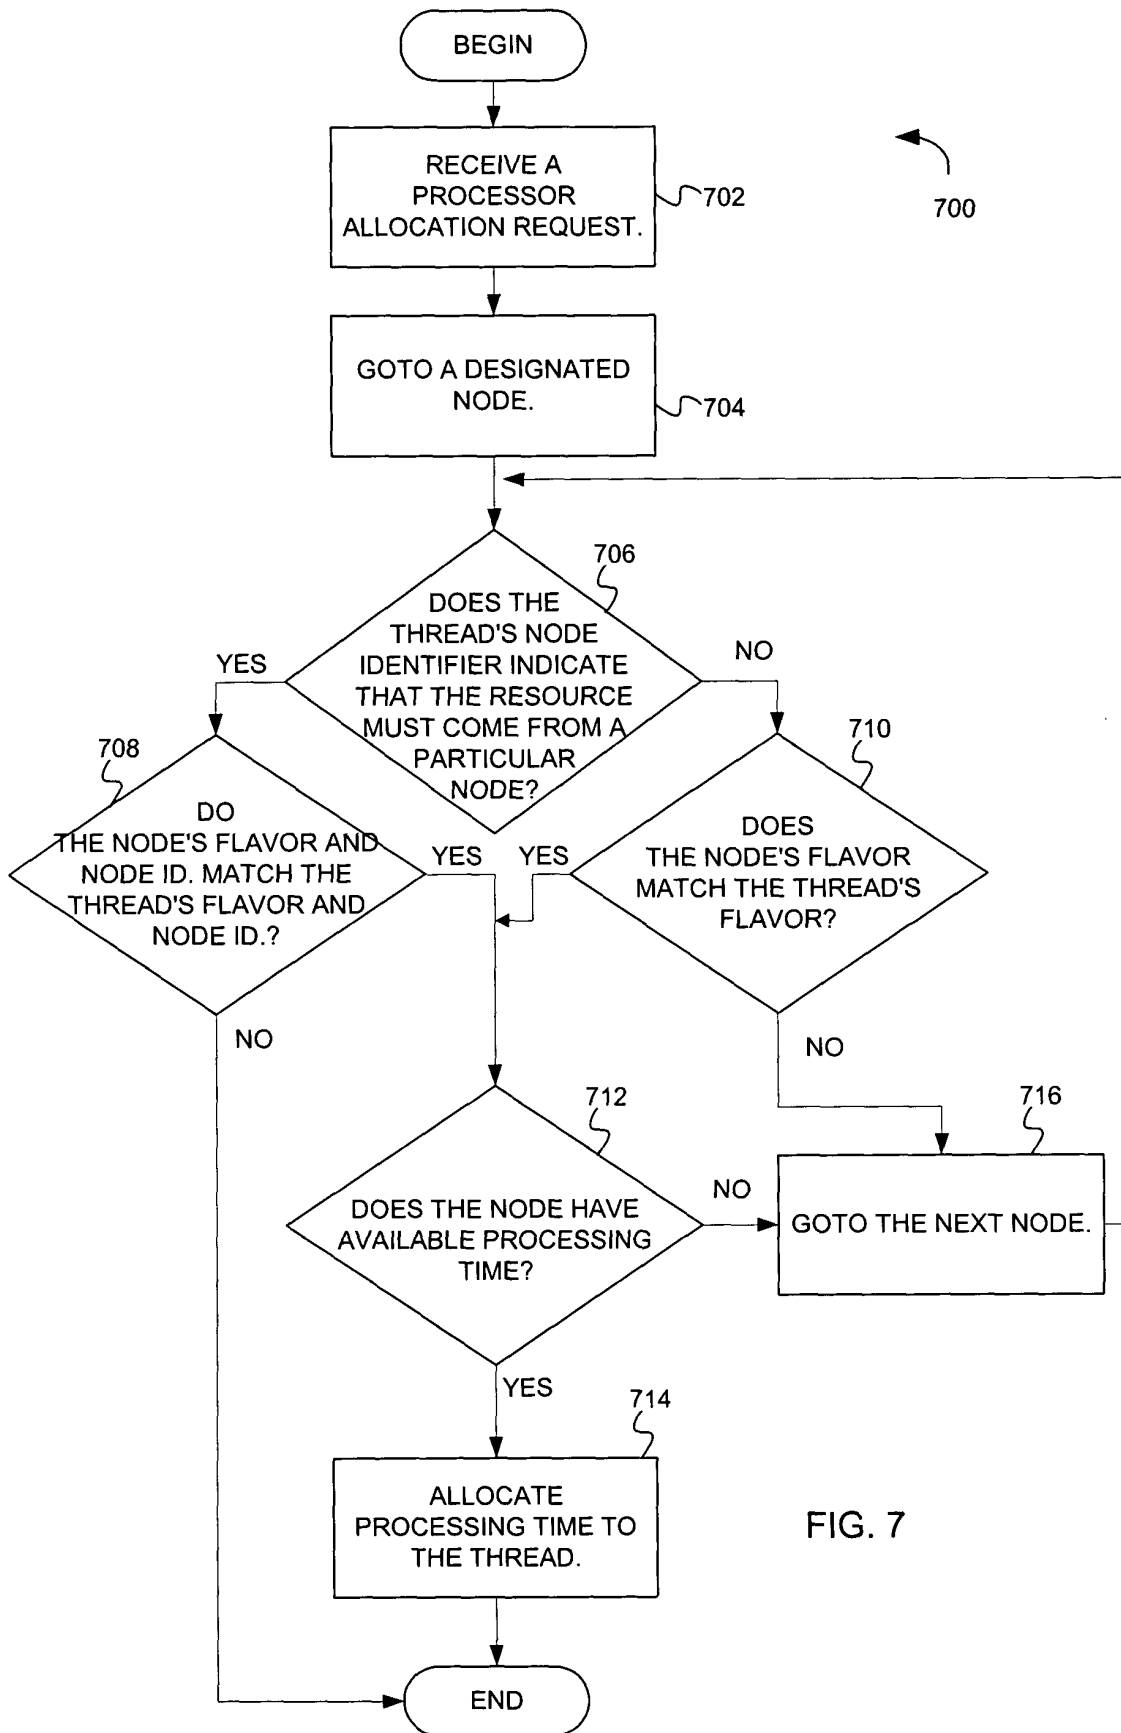 BEGIN
RECEIVE A
PROCESSOR
ALLOCATION REQUEST.
702
700
GOTO A DESIGNATED
NODE.
704
706
DOES THE
THREAD'S NODE
IDENTIFIER INDICATE
THAT THE RESOURCE
MUST COME FROM A
PARTICULAR
NODE?
YES
NO
708
DO
THE NODE'S FLAVOR AND
NODE ID. MATCH THE
THREAD'S FLAVOR AND
NODE ID.?
YES
NO
710
DOES
THE NODE'S FLAVOR
MATCH THE THREAD'S
FLAVOR?
YES
NO
712
DOES THE NODE HAVE
AVAILABLE PROCESSING
TIME?
NO
YES
716
GOTO THE NEXT NODE.
714
ALLOCATE
PROCESSING TIME TO
THE THREAD.
FIG. 7
END